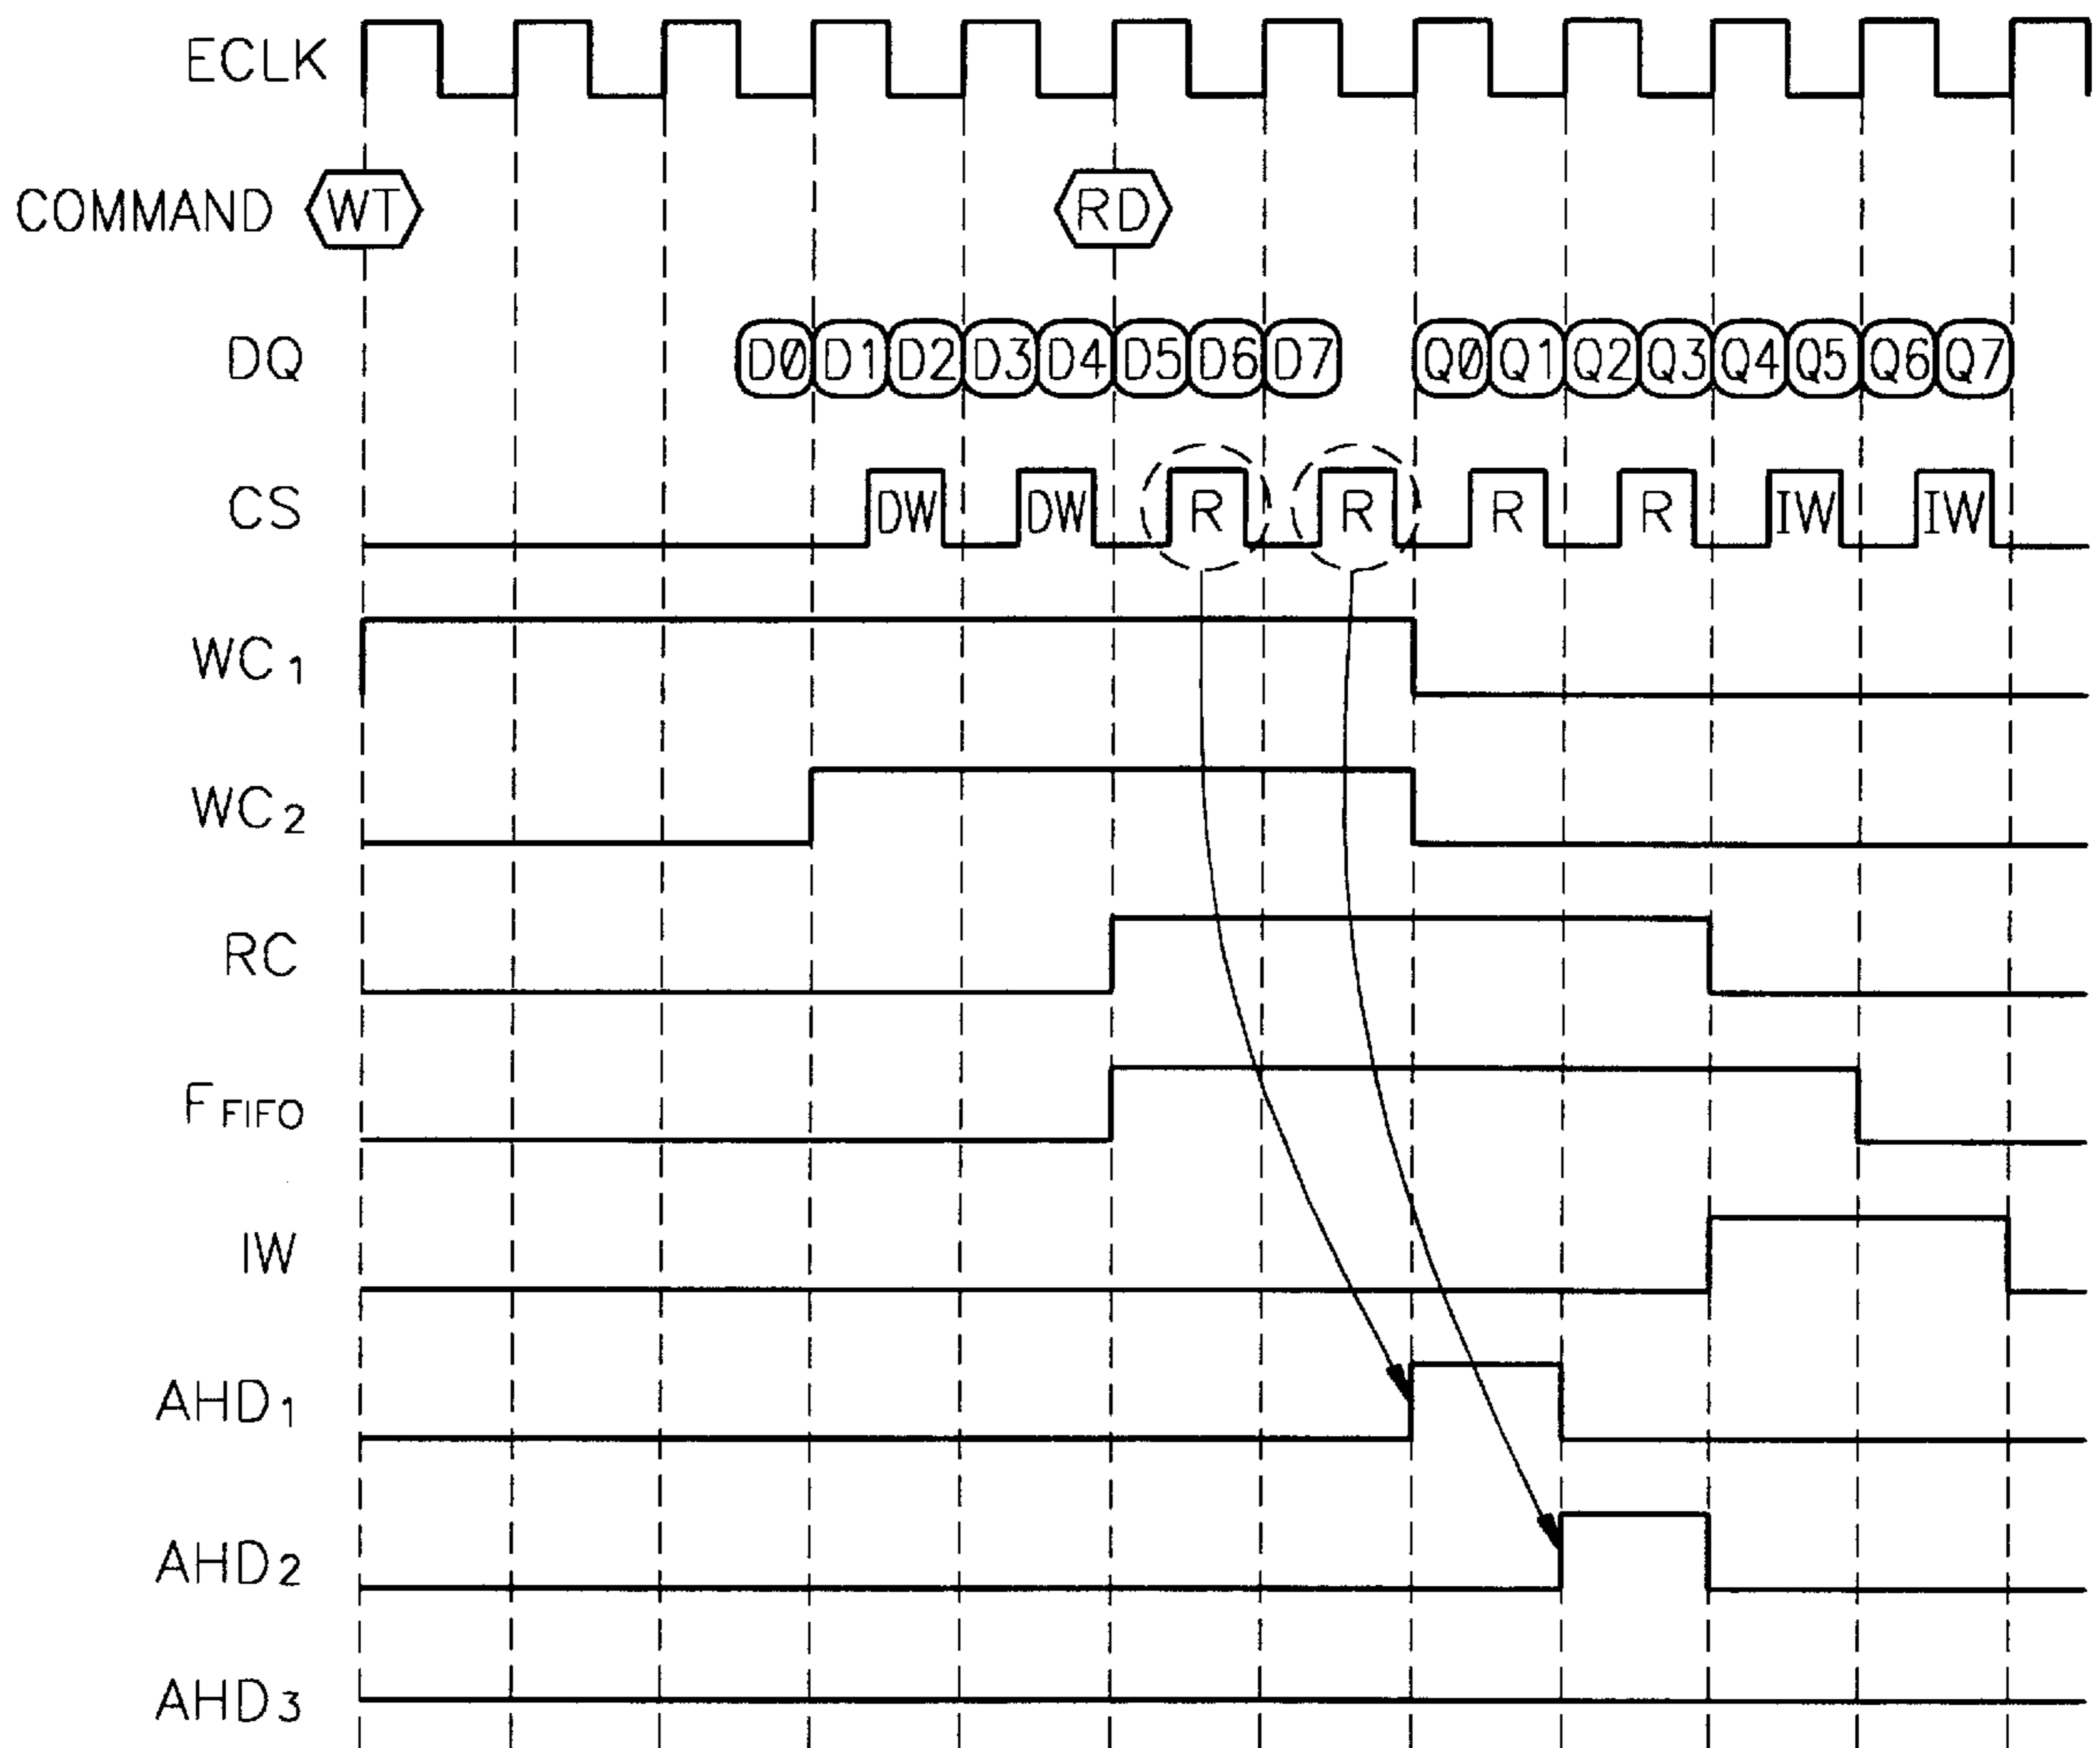 ECLK
COMMAND WT RD
DQ D0 D1 D2 D3 D4 D5 D6 D7 Q0 Q1 Q2 Q3 Q4 Q5 Q6 Q7
CS DW DW R R R R IW IW
WC1
WC2
RC
FFIFO
IW
AHD1
AHD2
AHD3